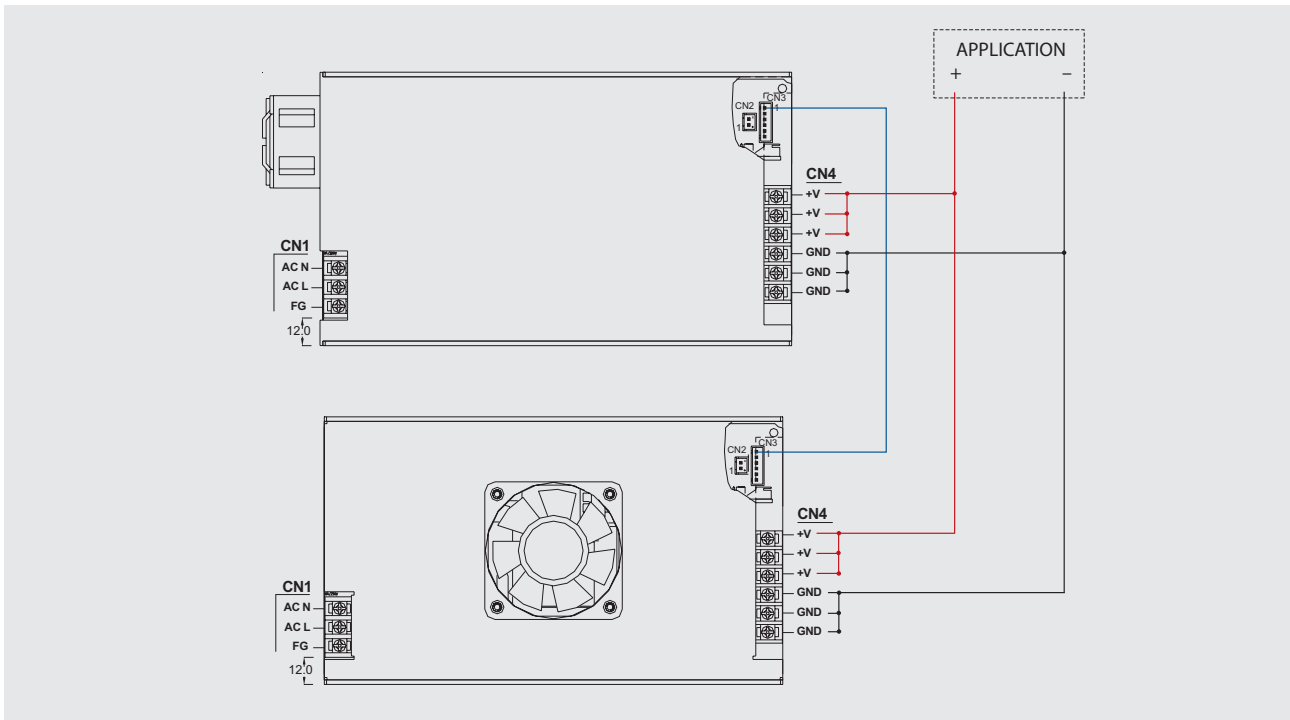 APPLICATION
+ −
CN3
CN2
1
1
CN4
+V
+V
+V
CN1
GND
AC N
GND
AC L
GND
FG
12.0
CN3
CN2
1
1
CN4
+V
+V
+V
CN1
GND
AC N
GND
AC L
GND
FG
12.0